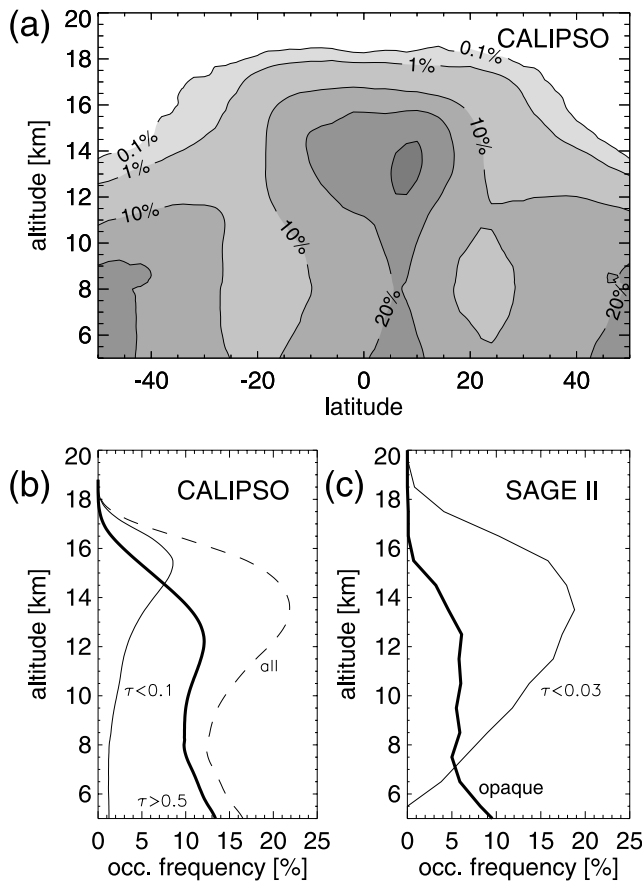 (a)
CALIPSO
20
18
16
14
12
10
8
6
altitude [km]
0.1%
1%
10%
0.1%
1%
10%
10%
20%
20%
-40 -20 0 20 40
latitude
(b)
CALIPSO
20
18
16
14
12
10
8
6
altitude [km]
all
τ<0.1
τ>0.5
0 5 10 15 20 25
occ. frequency [%]
(c)
SAGE II
20
18
16
14
12
10
8
6
altitude [km]
τ<0.03
opaque
0 5 10 15 20 25
occ. frequency [%]